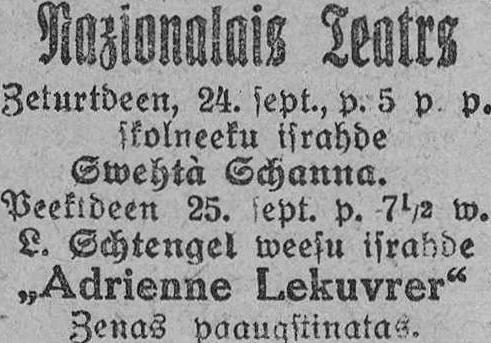 Nazionalais Teatrs
Zeturtdeen, 24. ſept., p. 5 p. p.
ſkolneeku iſrahde
Swehtà Schanna.
Peektdeen 25. ſept. p. 7½ w.
L. Schtengel weeſu iſrahde
„Adrienne Lekuvrer“
Zenas paaugſtinatas.